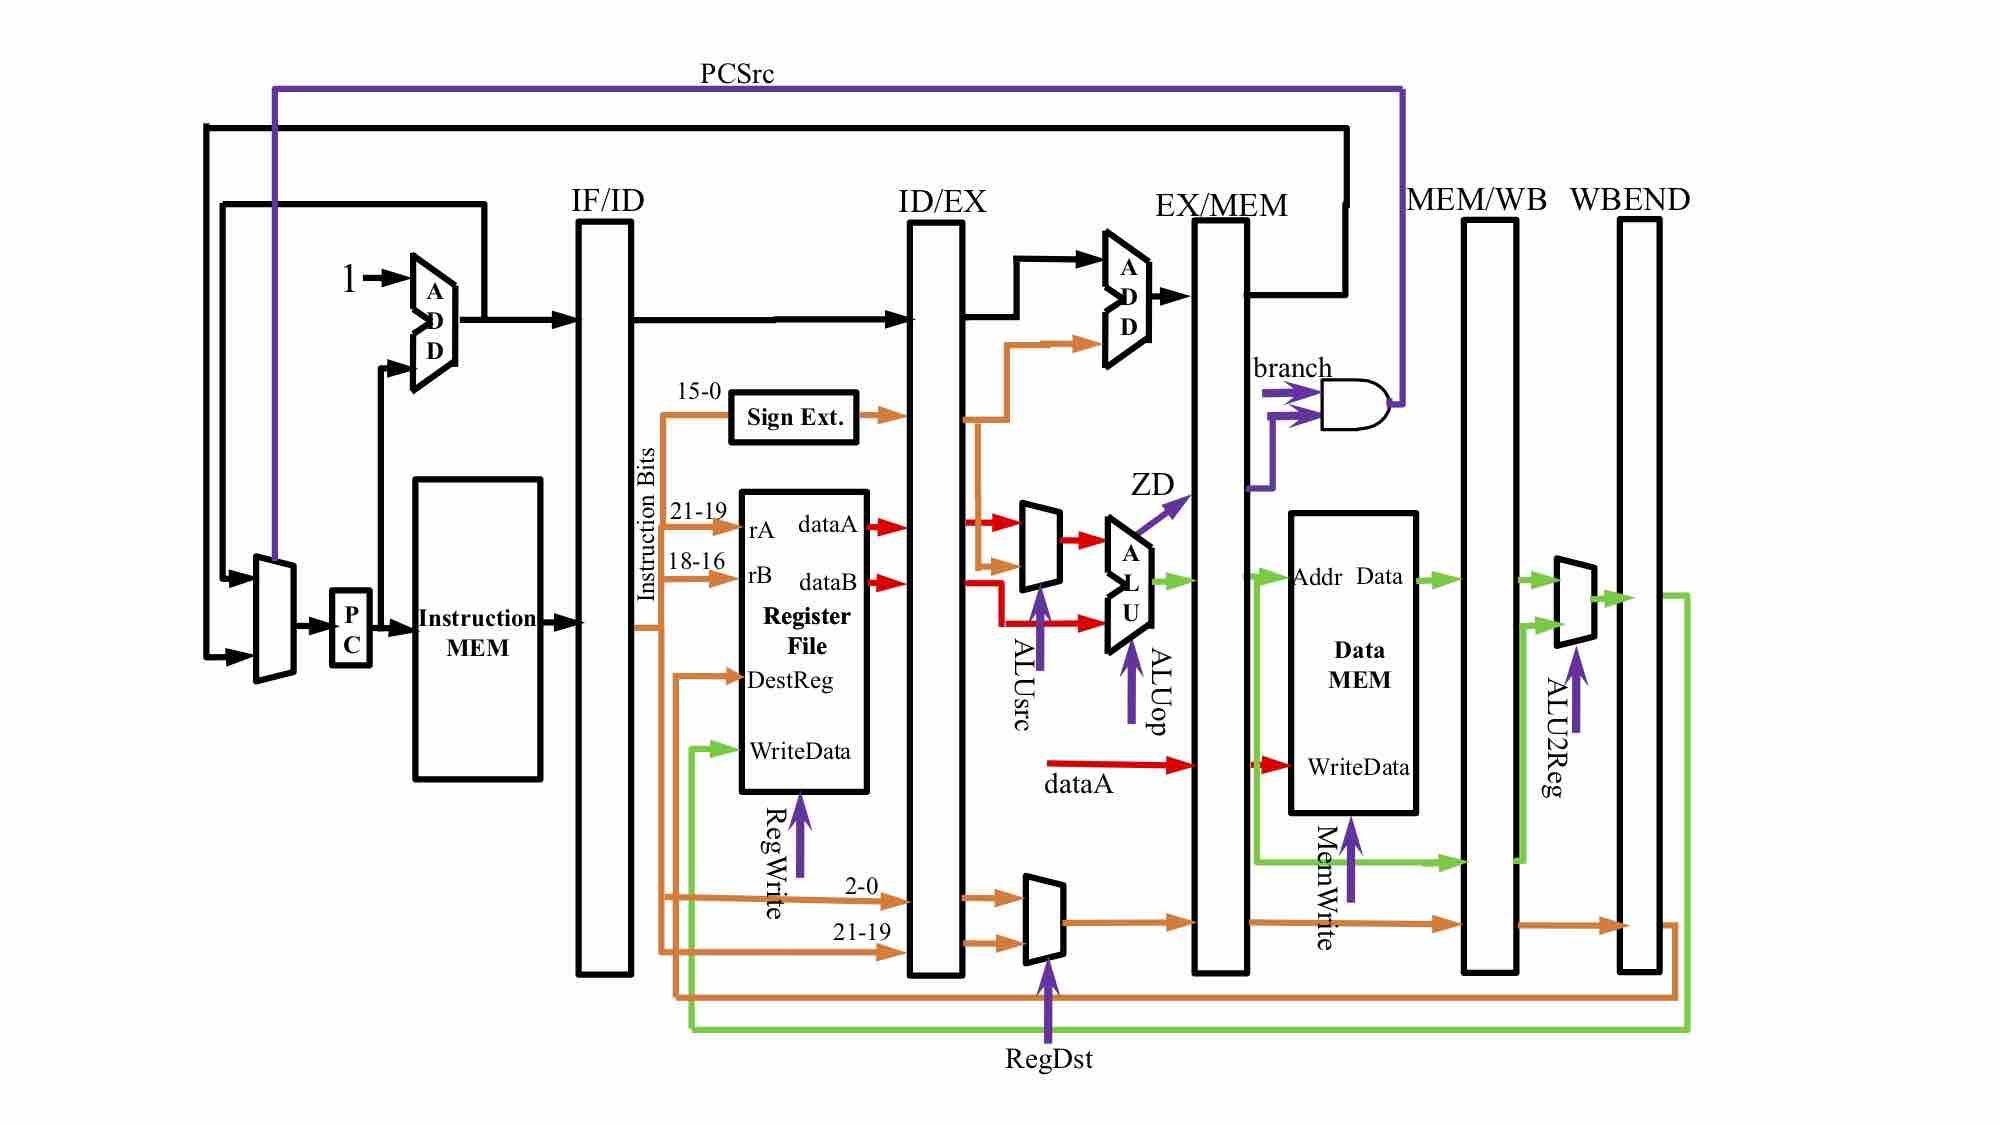 PCSrc
IF/ID
ID/EX
EX/MEM
MEM/WB
WBEND
1
A
D
D
A
D
D
15-0
Sign Ext.
branch
Instruction Bits
21-19
rA
dataA
18-16
rB
dataB
Register
File
DestReg
WriteData
RegWrite
ZD
A
L
U
ALUsrc
ALUop
dataA
P
C
Instruction
MEM
Addr
Data
Data
MEM
WriteData
MemWrite
ALU2Reg
2-0
21-19
RegDst